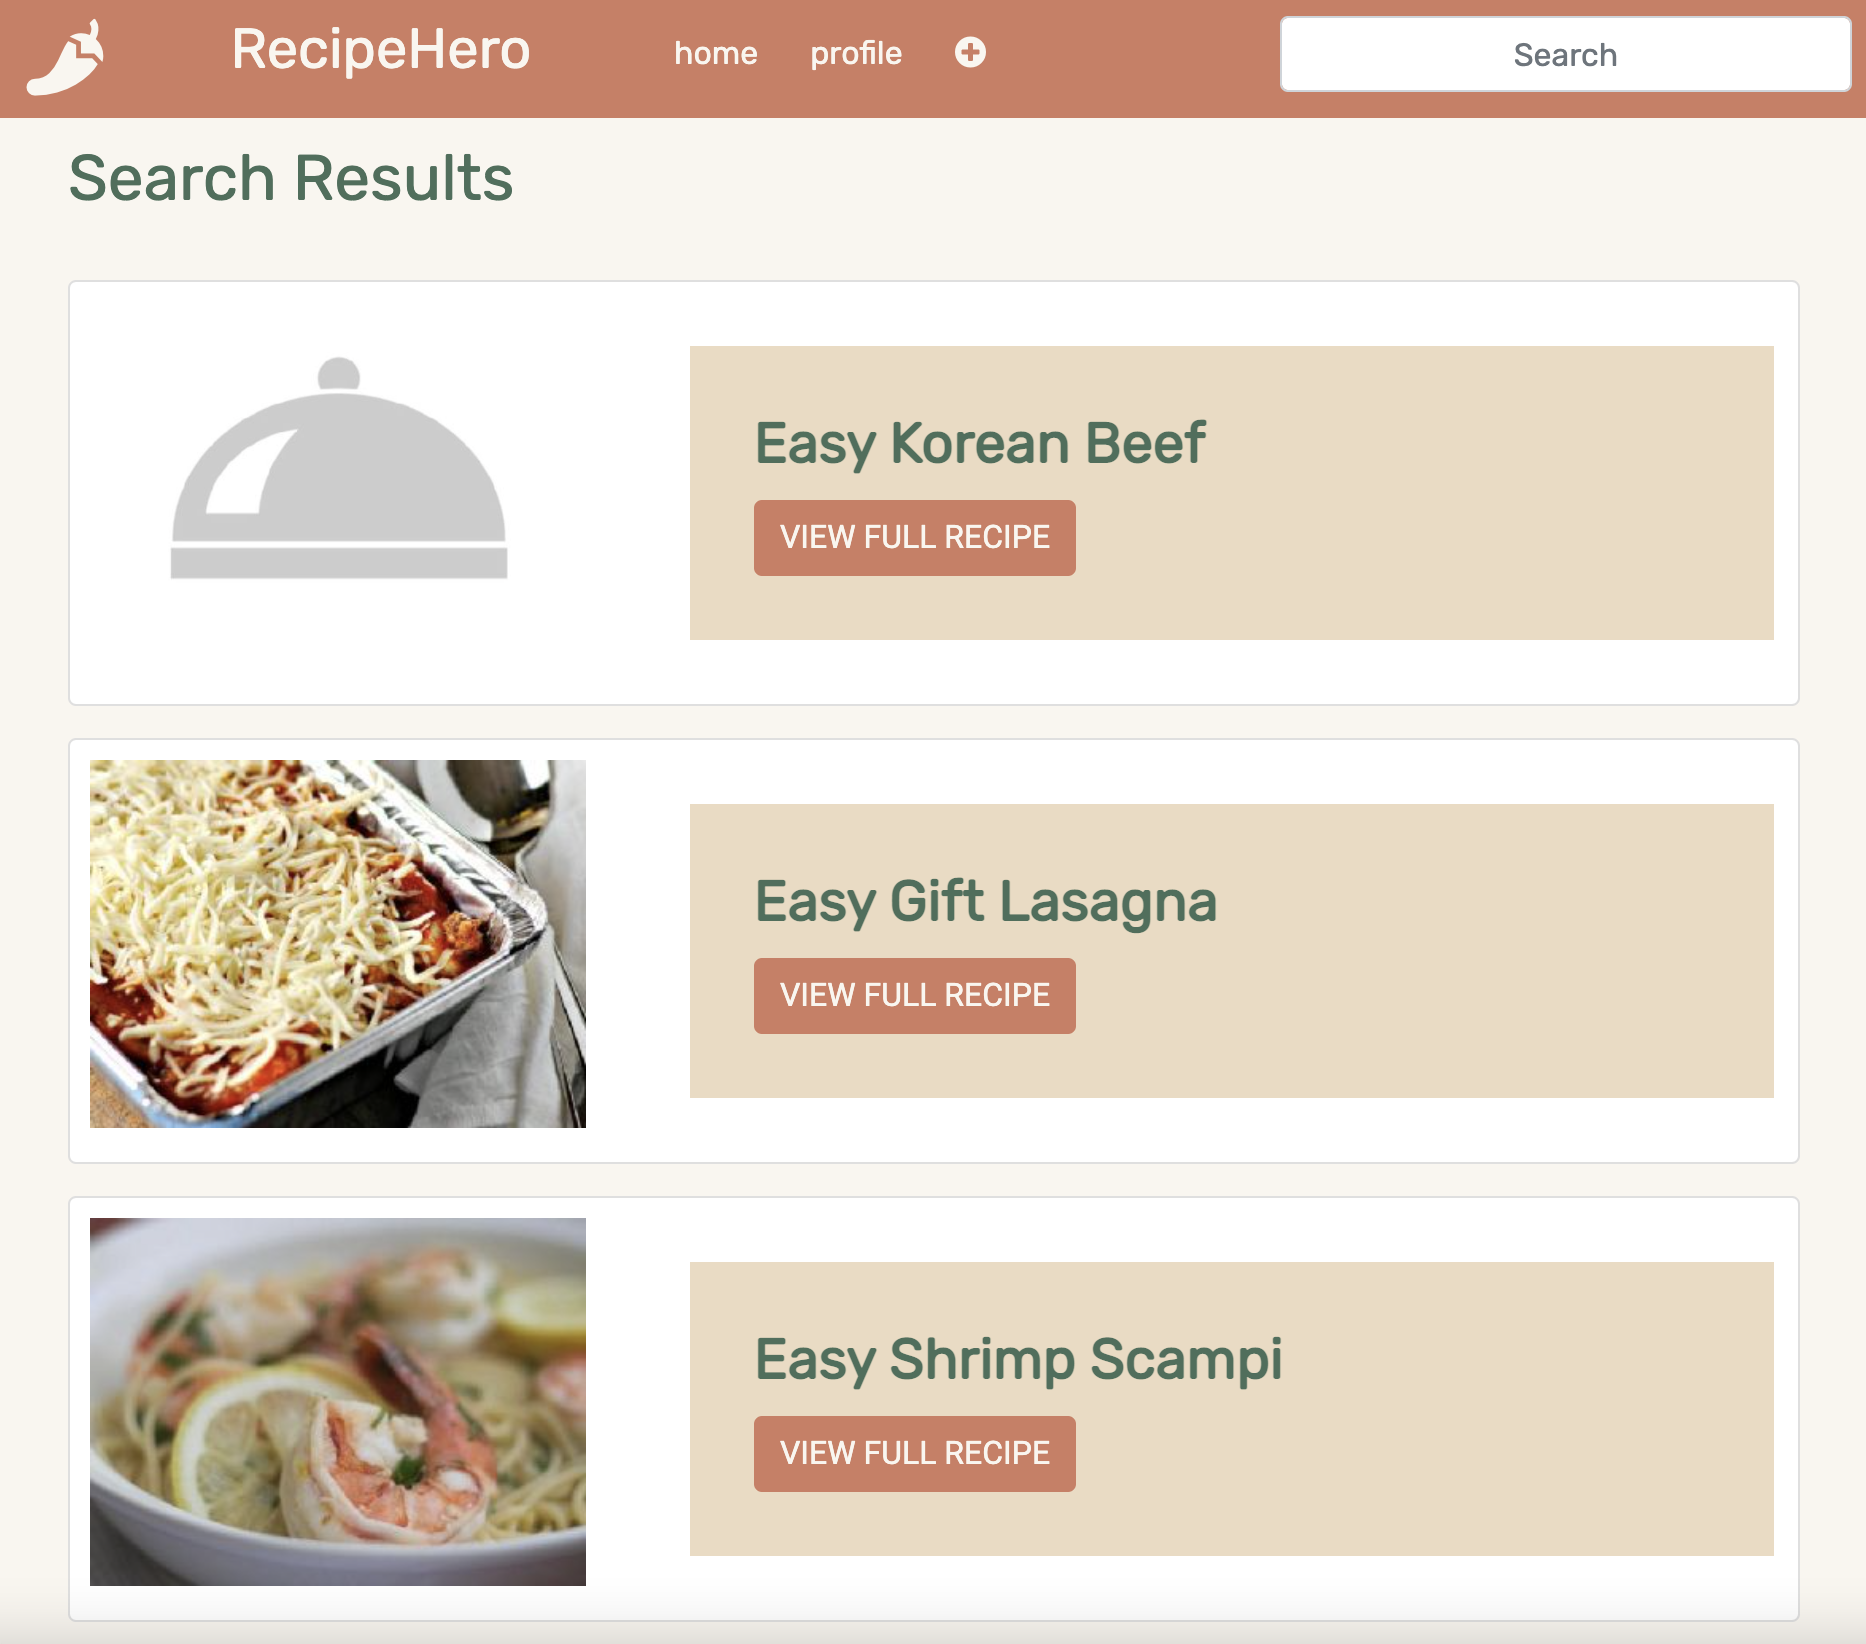 RecipeHero
home
profile
Search
Search Results
Easy Korean Beef
VIEW FULL RECIPE
Easy Gift Lasagna
VIEW FULL RECIPE
Easy Shrimp Scampi
VIEW FULL RECIPE